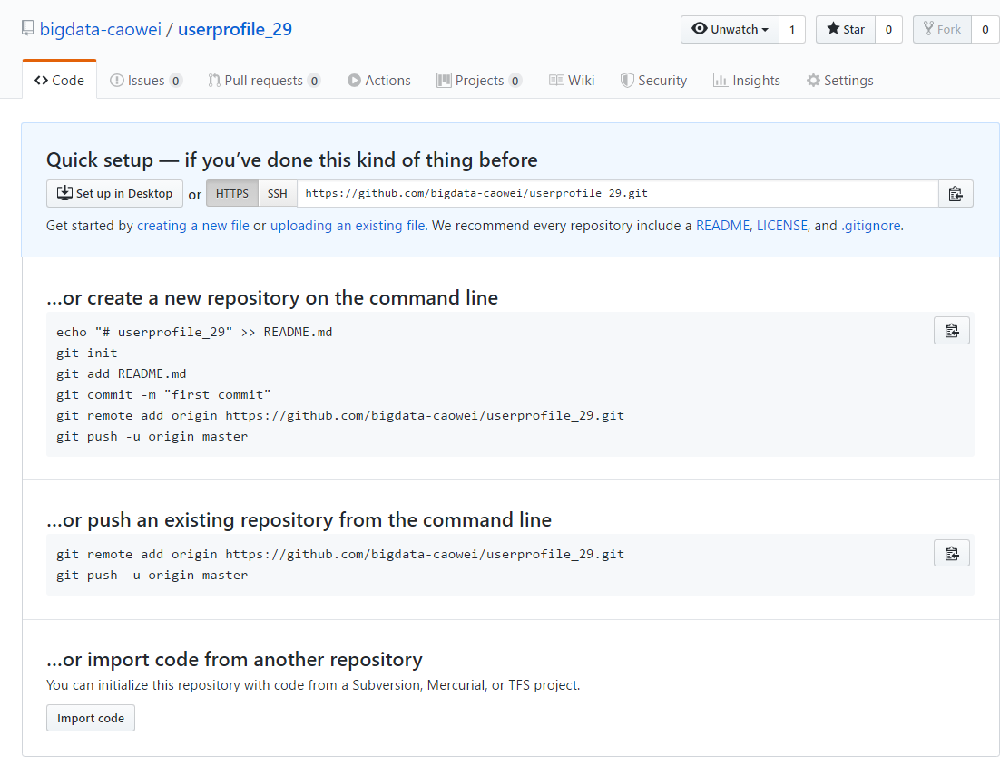 bigdata-caowei / userprofile_29
Unwatch 1 Star 0 Fork 0
Code Issues 0 Pull requests 0 Actions Projects 0 Wiki Security Insights Settings
Quick setup — if you’ve done this kind of thing before
Set up in Desktop or HTTPS SSH https://github.com/bigdata-caowei/userprofile_29.git
Get started by creating a new file or uploading an existing file. We recommend every repository include a README, LICENSE, and .gitignore.
…or create a new repository on the command line
echo "# userprofile_29" >> README.md
git init
git add README.md
git commit -m "first commit"
git remote add origin https://github.com/bigdata-caowei/userprofile_29.git
git push -u origin master
…or push an existing repository from the command line
git remote add origin https://github.com/bigdata-caowei/userprofile_29.git
git push -u origin master
…or import code from another repository
You can initialize this repository with code from a Subversion, Mercurial, or TFS project.
Import code